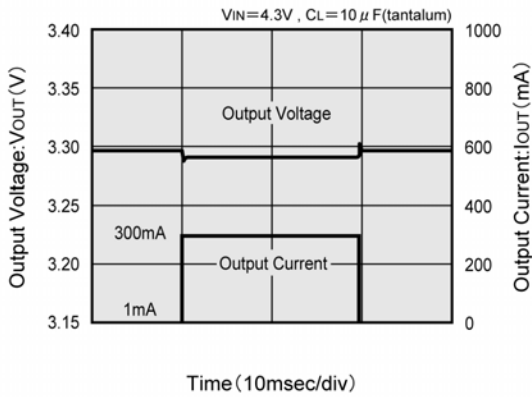 VIN=4.3V , CL=10μF(tantalum)
Output Voltage:VOUT(V)
3.40
3.35
3.30
3.25
3.20
3.15
Output Voltage
300mA
Output Current
1mA
1000
800
600
400
200
0
Output Current:IOUT(mA)
Time(10msec/div)